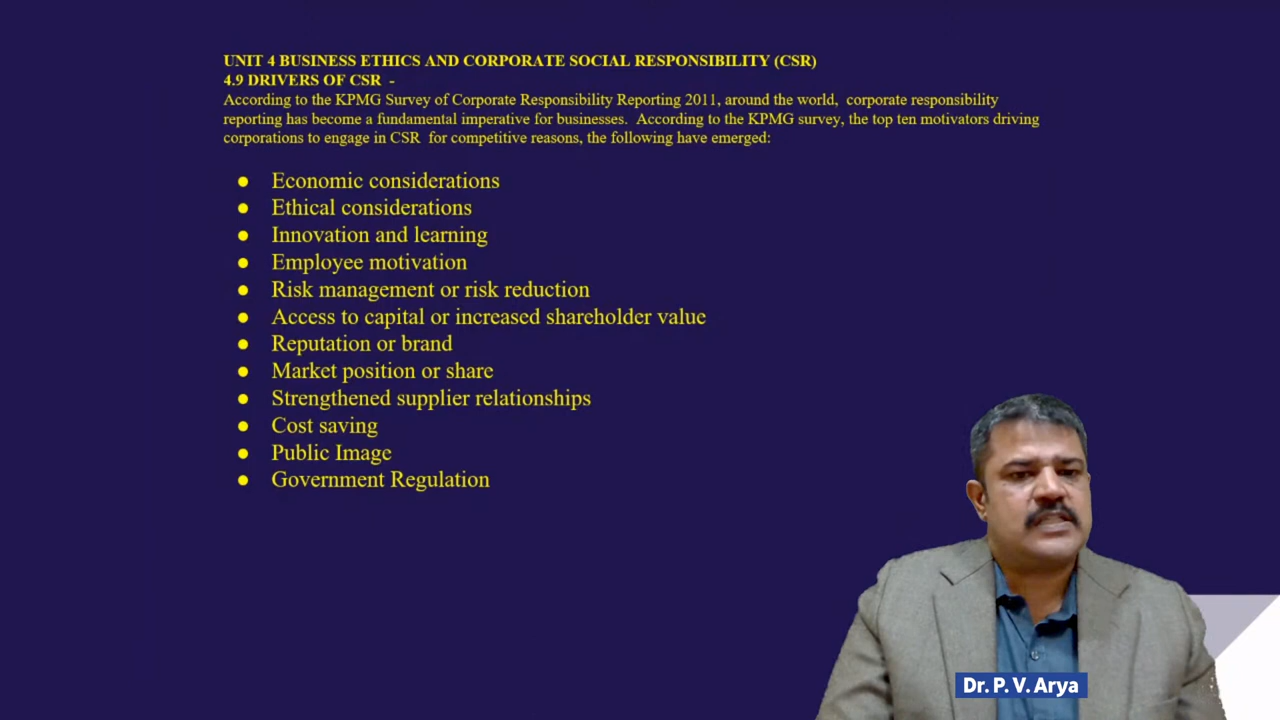 UNIT 4 BUSINESS ETHICS AND CORPORATE SOCIAL RESPONSIBILITY (CSR)
4.9 DRIVERS OF CSR -
According to the KPMG Survey of Corporate Responsibility Reporting 2011, around the world, corporate responsibility
reporting has become a fundamental imperative for businesses. According to the KPMG survey, the top ten motivators driving
corporations to engage in CSR for competitive reasons, the following have emerged:
● Economic considerations
● Ethical considerations
● Innovation and learning
● Employee motivation
● Risk management or risk reduction
● Access to capital or increased shareholder value
● Reputation or brand
● Market position or share
● Strengthened supplier relationships
● Cost saving
● Public Image
● Government Regulation
Dr. P. V. Arya